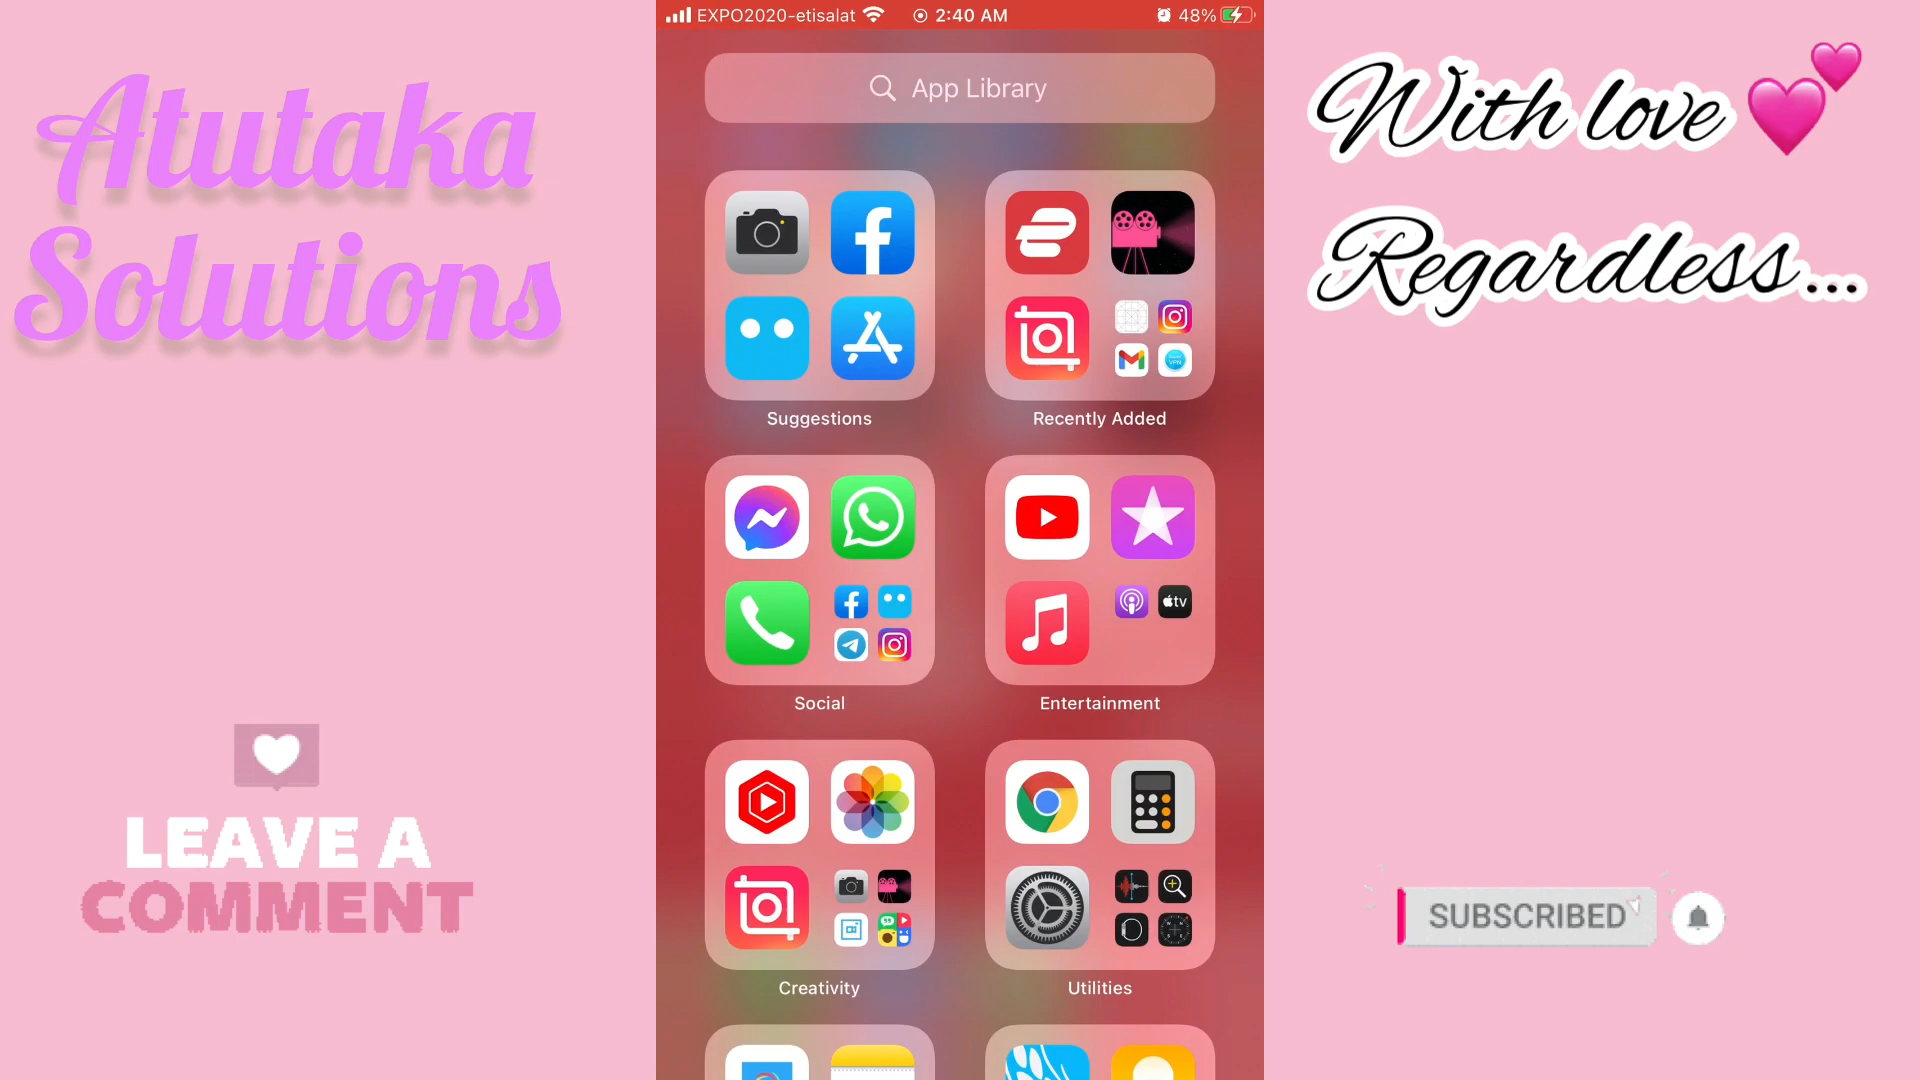 Atutaka
Solutions
EXPO2020-etisalat
2:40 AM
48%
App Library
Suggestions
Recently Added
Social
tv
Entertainment
Creativity
Utilities
With love
Regardless...
LEAVE A
COMMENT
SUBSCRIBED